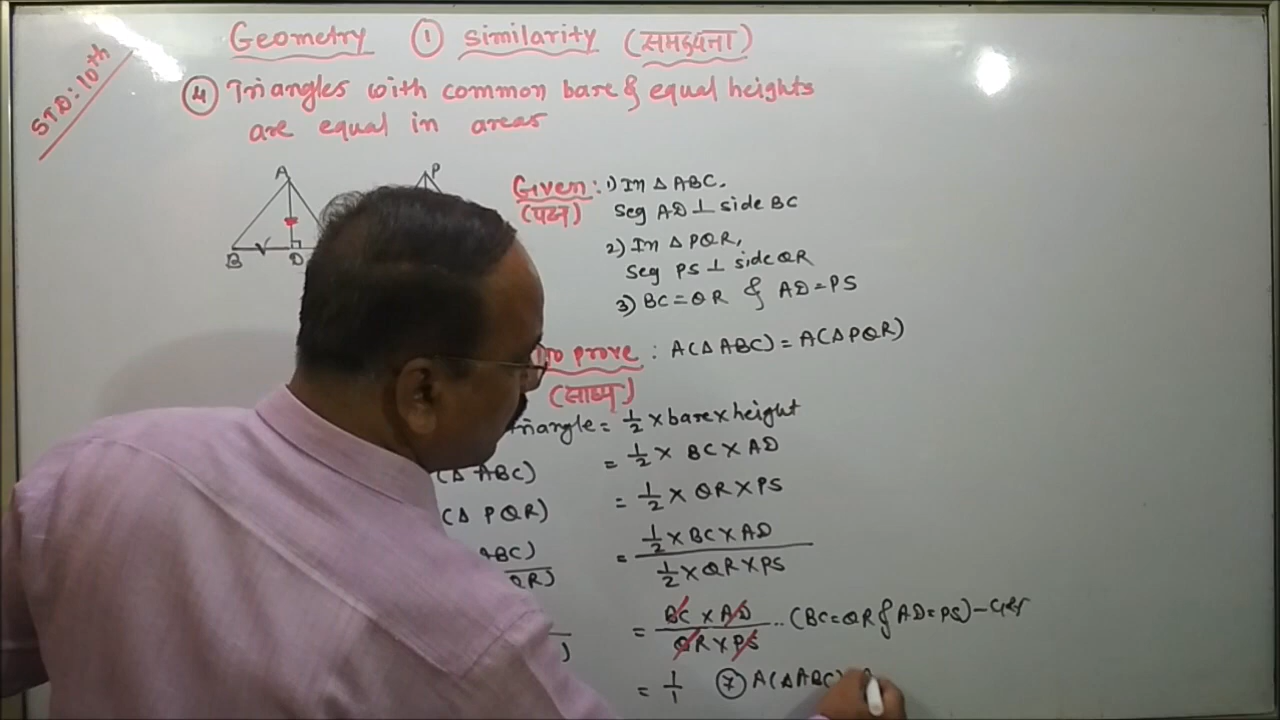 STD: 10th
Geometry ① Similarity (समरूपता)
④ Triangles with common base & equal heights
are equal in areas
A
B
D
P
Given: 1) In △ ABC,
(पक्ष)
Seg AD ⊥ side BC
2) In △ PQR,
Seg PS ⊥ side QR
3) BC = QR & AD = PS
To prove : A(△ ABC) = A(△ PQR)
(साध्य)
riangle = 1/2 × base × height
(△ ABC) = 1/2 × BC × AD
(△ PQR) = 1/2 × QR × PS
ABC) = 1/2 × BC × AD
QR) 1/2 × QR × PS
= BC × AD .. (BC = QR & AD = PS) -
) QR × PS
= 1/1 ⑦ A(△ ABC)